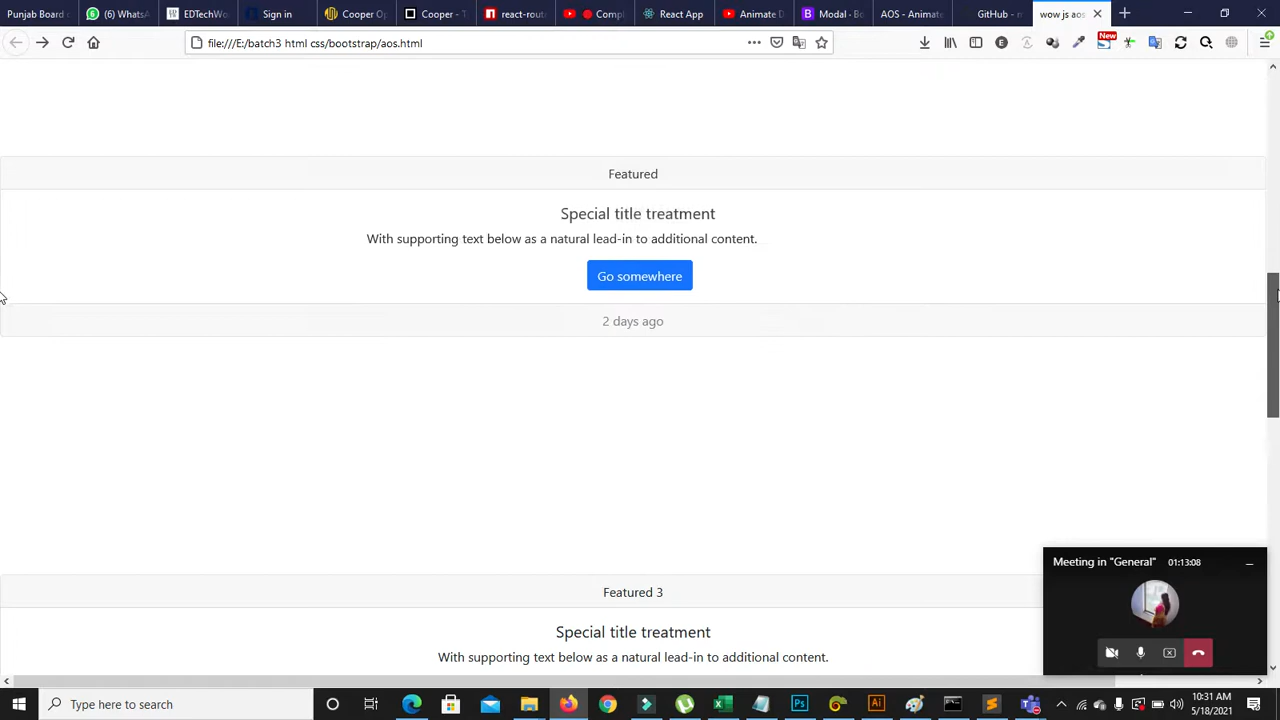 Punjab Board o
(6) WhatsA
EDTechWo
Sign in
Cooper Op
Cooper - T
react-rout
Compl
React App
Animate D
Modal - Bo
AOS - Animate
GitHub - m
wow js aos
file:///E:/batch3 html css/bootstrap/aos.html
New
Featured
Special title treatment
With supporting text below as a natural lead-in to additional content.
Go somewhere
2 days ago
Featured 3
Special title treatment
With supporting text below as a natural lead-in to additional content.
Meeting in "General"
01:13:08
Type here to search
10:31 AM
5/18/2021